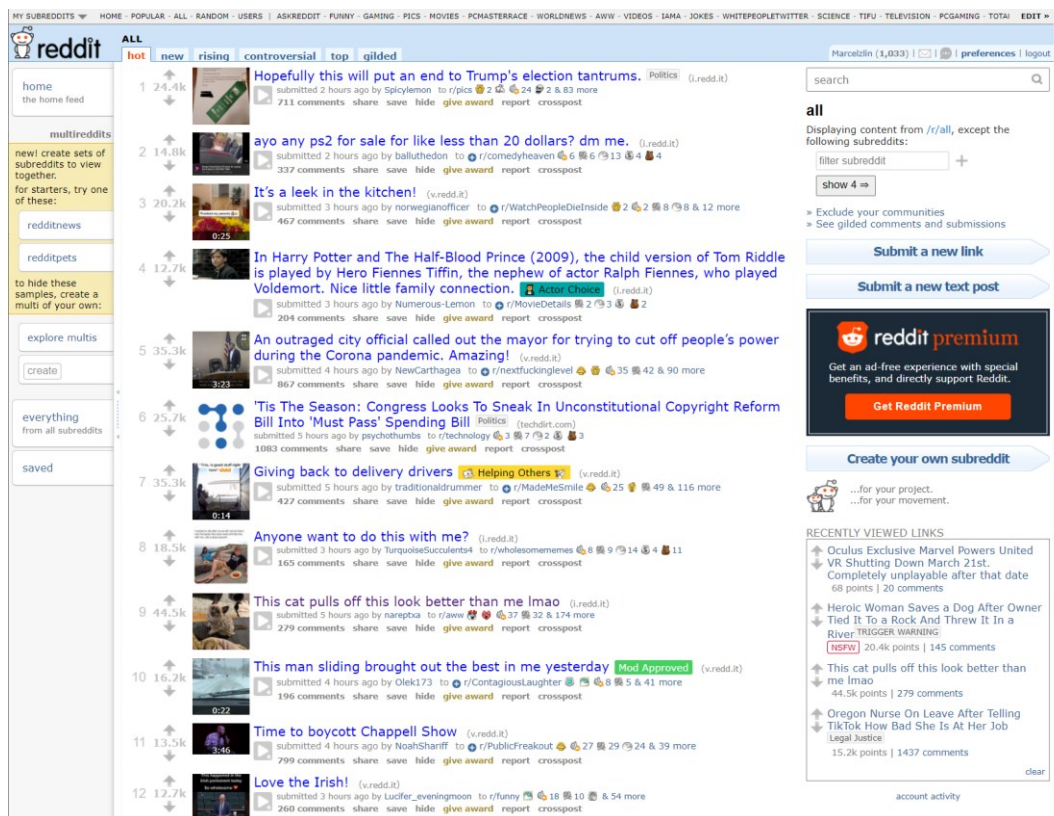 MY SUBREDDITS HOME - POPULAR - ALL - RANDOM - USERS | ASKREDDIT - FUNNY - GAMING - PICS - MOVIES - PCMASTERRACE - WORLDNEWS - AWW - VIDEOS - IAMA - JOKES - WHITEPEOPLETWITTER - SCIENCE - TIFU - TELEVISION - PCGAMING - TOTAL EDIT »
reddit
ALL
hot new rising controversial top gilded
Marcelzlin (1,033) | | | preferences | logout
home
the home feed
multireddits
new! create sets of
subreddits to view
together.
for starters, try one
of these:
redditnews
redditpets
to hide these
samples, create a
multi of your own:
explore multis
create
everything
from all subreddits
saved
1 24.4k
Hopefully this will put an end to Trump's election tantrums. Politics (i.redd.it)
submitted 2 hours ago by Spicylemon to r/pics 2 24 2 & 83 more
711 comments share save hide give award report crosspost
2 14.8k
ayo any ps2 for sale for like less than 20 dollars? dm me. (i.redd.it)
submitted 2 hours ago by balluthedon to r/comedyheaven 6 6 13 4 4
337 comments share save hide give award report crosspost
3 20.2k
0:25
It's a leek in the kitchen! (v.redd.it)
submitted 3 hours ago by norwegianofficer to r/WatchPeopleDieInside 2 2 8 8 & 12 more
467 comments share save hide give award report crosspost
4 12.7k
In Harry Potter and The Half-Blood Prince (2009), the child version of Tom Riddle
is played by Hero Fiennes Tiffin, the nephew of actor Ralph Fiennes, who played
Voldemort. Nice little family connection. Actor Choice (i.redd.it)
submitted 3 hours ago by Numerous-Lemon to r/MovieDetails 2 3 2
204 comments share save hide give award report crosspost
5 35.3k
3:23
An outraged city official called out the mayor for trying to cut off people's power
during the Corona pandemic. Amazing! (v.redd.it)
submitted 4 hours ago by NewCarthagea to r/nextfuckinglevel 35 42 & 90 more
867 comments share save hide give award report crosspost
6 25.7k
'Tis The Season: Congress Looks To Sneak In Unconstitutional Copyright Reform
Bill Into 'Must Pass' Spending Bill Politics (techdirt.com)
submitted 5 hours ago by psychothumbs to r/technology 3 7 2 3
1083 comments share save hide give award report crosspost
7 35.3k
0:14
Giving back to delivery drivers Helping Others (v.redd.it)
submitted 5 hours ago by traditionaldrummer to r/MadeMeSmile 25 49 & 116 more
427 comments share save hide give award report crosspost
8 18.5k
Anyone want to do this with me? (i.redd.it)
submitted 3 hours ago by TurquoiseSucculents4 to r/wholesomememes 8 9 14 4 11
165 comments share save hide give award report crosspost
9 44.5k
This cat pulls off this look better than me lmao (i.redd.it)
submitted 5 hours ago by nareptxa to r/aww 37 32 & 174 more
279 comments share save hide give award report crosspost
10 16.2k
0:22
This man sliding brought out the best in me yesterday Mod Approved (v.redd.it)
submitted 4 hours ago by Olek173 to r/ContagiousLaughter 8 5 & 41 more
196 comments share save hide give award report crosspost
11 13.5k
3:46
Time to boycott Chappell Show (v.redd.it)
submitted 4 hours ago by NoahShariff to r/PublicFreakout 27 29 24 & 39 more
799 comments share save hide give award report crosspost
12 12.7k
Love the Irish! (v.redd.it)
submitted 3 hours ago by Lucifer_eveningmoon to r/funny 18 10 & 54 more
260 comments share save hide give award report crosspost
search
all
Displaying content from /r/all, except the
following subreddits:
filter subreddit
show 4 ⇒
» Exclude your communities
» See gilded comments and submissions
Submit a new link
Submit a new text post
reddit premium
Get an ad-free experience with special
benefits, and directly support Reddit.
Get Reddit Premium
Create your own subreddit
...for your project.
...for your movement.
RECENTLY VIEWED LINKS
Oculus Exclusive Marvel Powers United
VR Shutting Down March 21st.
Completely unplayable after that date
68 points | 20 comments
Heroic Woman Saves a Dog After Owner
Tied It To a Rock And Threw It In a
River TRIGGER WARNING
NSFW 20.4k points | 145 comments
This cat pulls off this look better than
me lmao
44.5k points | 279 comments
Oregon Nurse On Leave After Telling
TikTok How Bad She Is At Her Job
Legal Justice
15.2k points | 1437 comments
clear
account activity